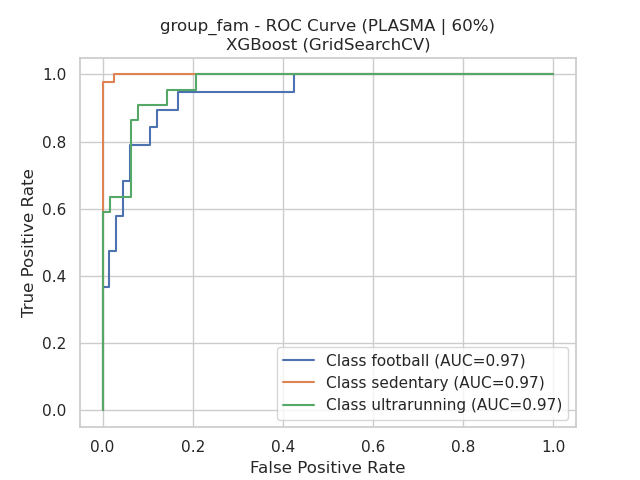 group_fam - ROC Curve (PLASMA | 60%)
XGBoost (GridSearchCV)
True Positive Rate
1.0
0.8
0.6
0.4
0.2
0.0
Class football (AUC=0.97)
Class sedentary (AUC=0.97)
Class ultrarunning (AUC=0.97)
0.0 0.2 0.4 0.6 0.8 1.0
False Positive Rate